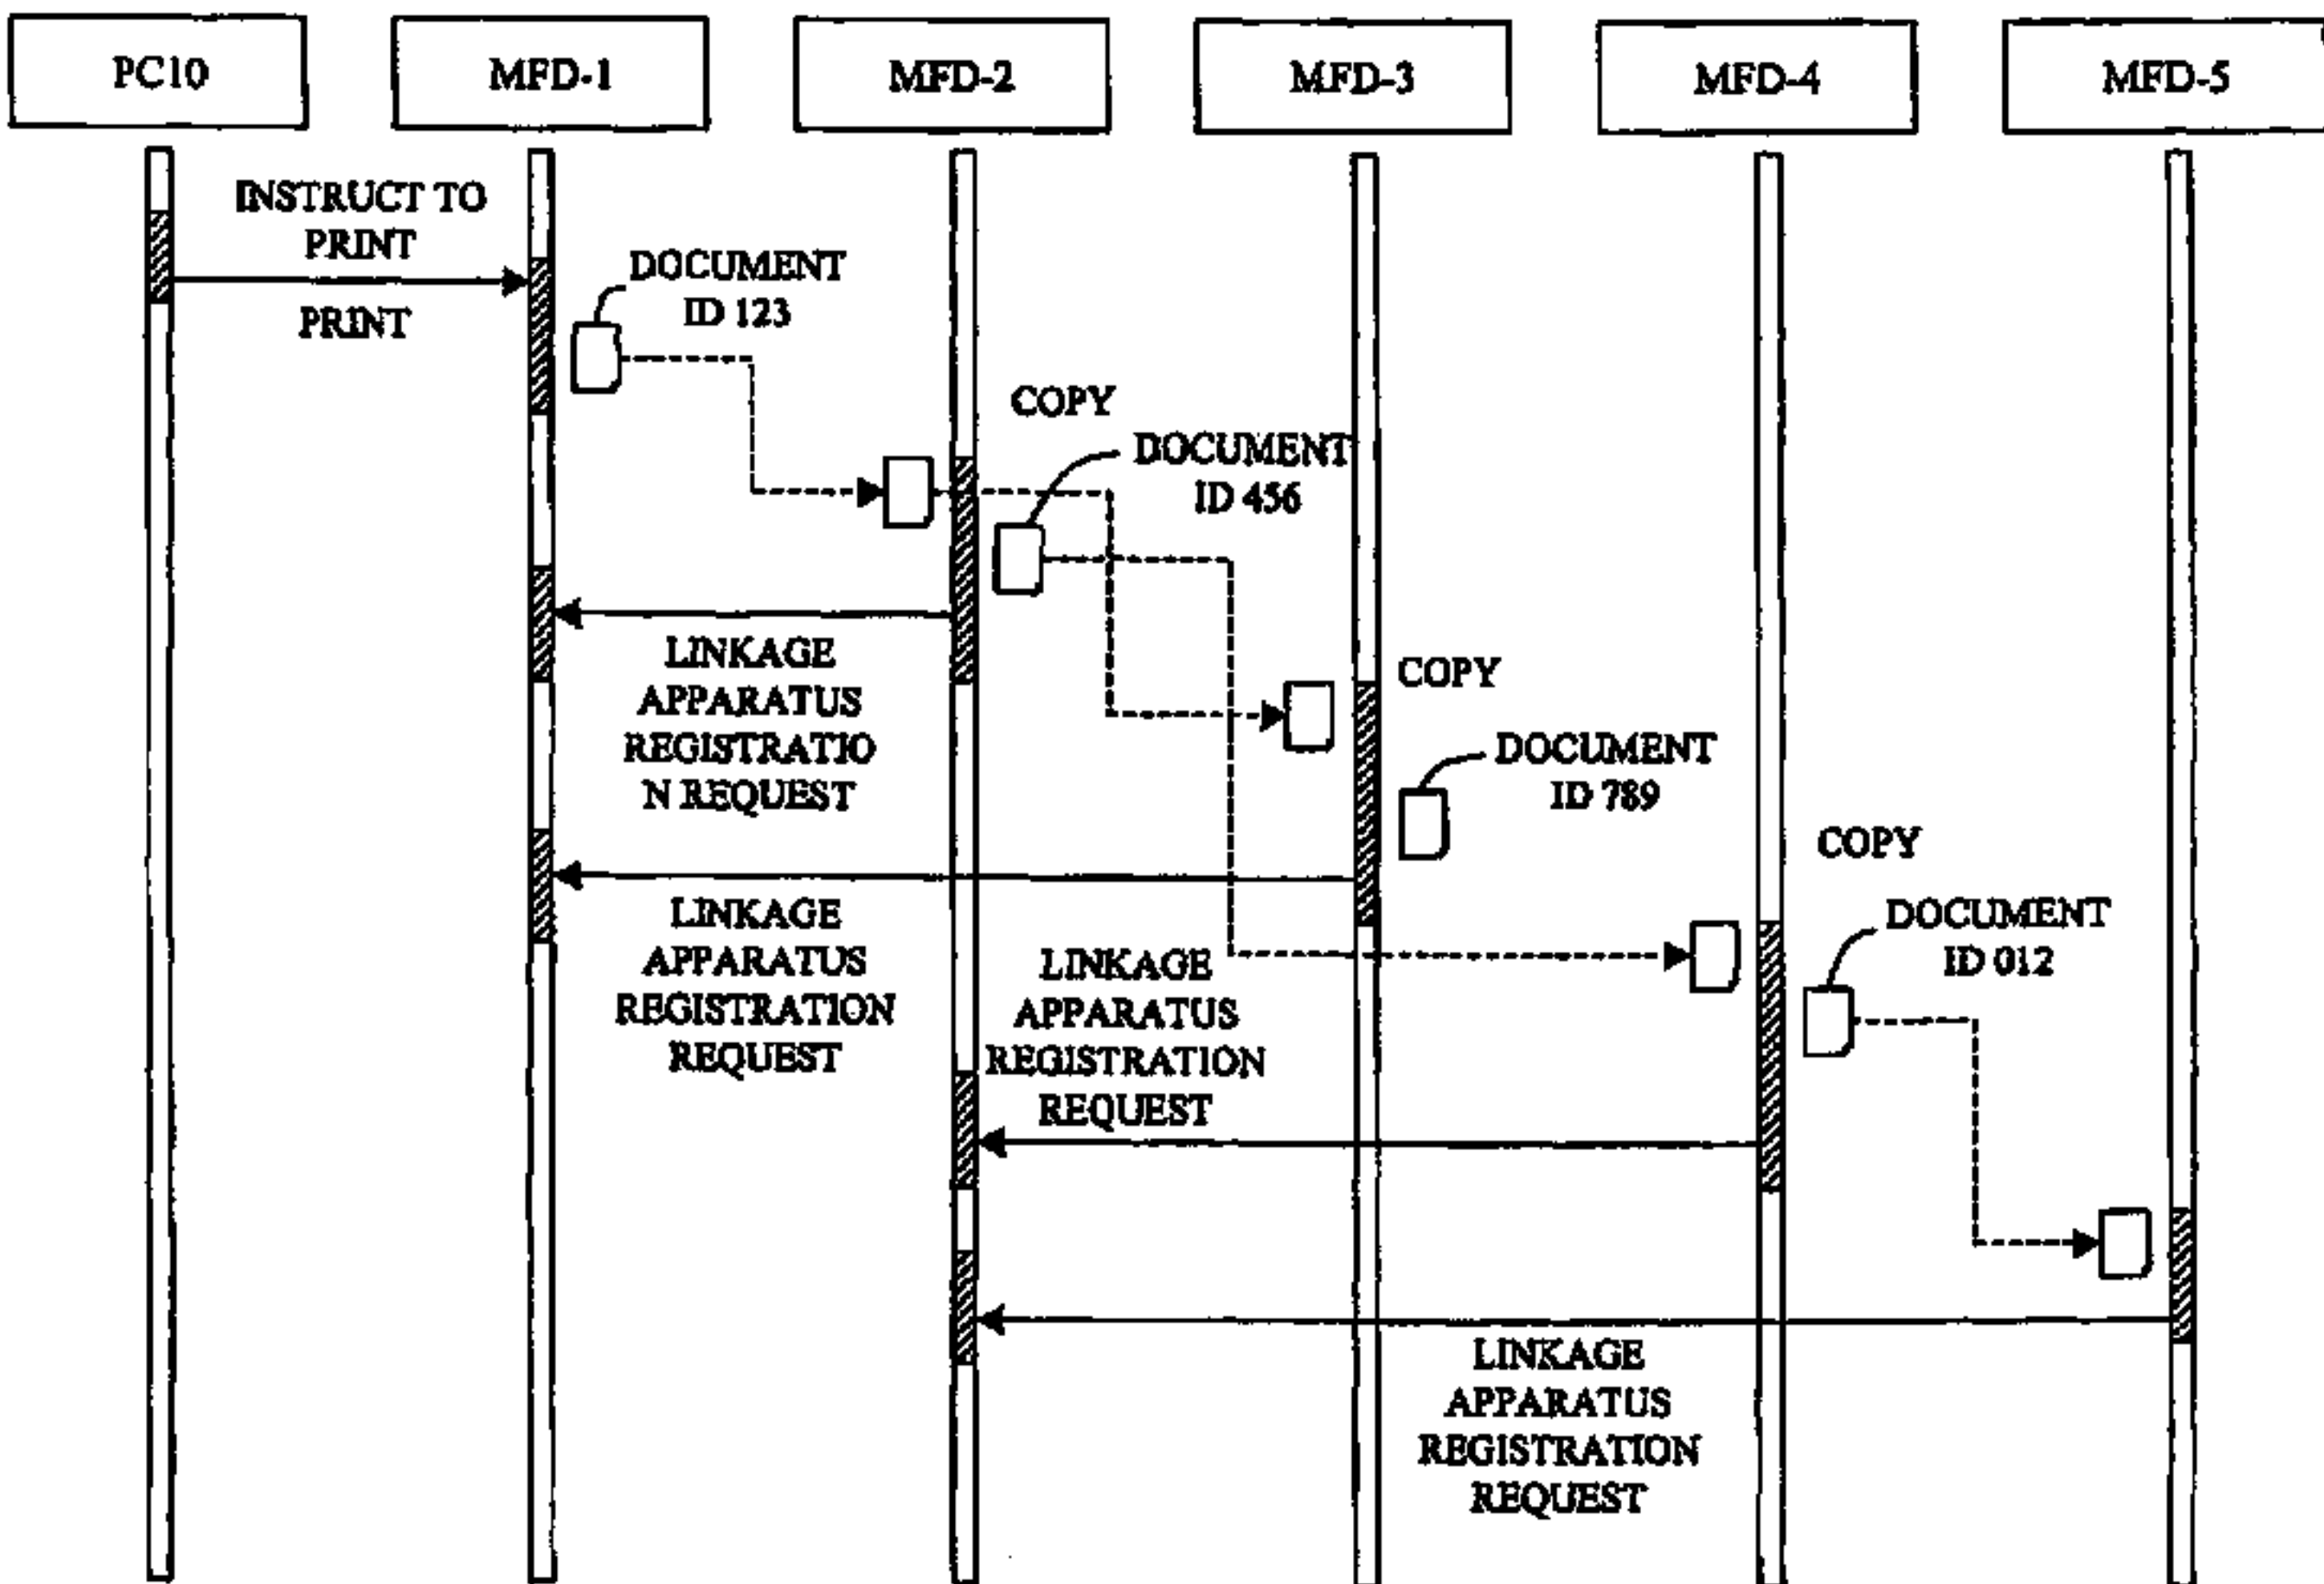 PC10
MFD-1
MFD-2
MFD-3
MFD-4
MFD-5
INSTRUCT TO
PRINT
PRINT
DOCUMENT
ID 123
COPY
DOCUMENT
ID 456
LINKAGE
APPARATUS
REGISTRATIO
N REQUEST
COPY
DOCUMENT
ID 789
LINKAGE
APPARATUS
REGISTRATION
REQUEST
COPY
DOCUMENT
ID 012
LINKAGE
APPARATUS
REGISTRATION
REQUEST
LINKAGE
APPARATUS
REGISTRATION
REQUEST